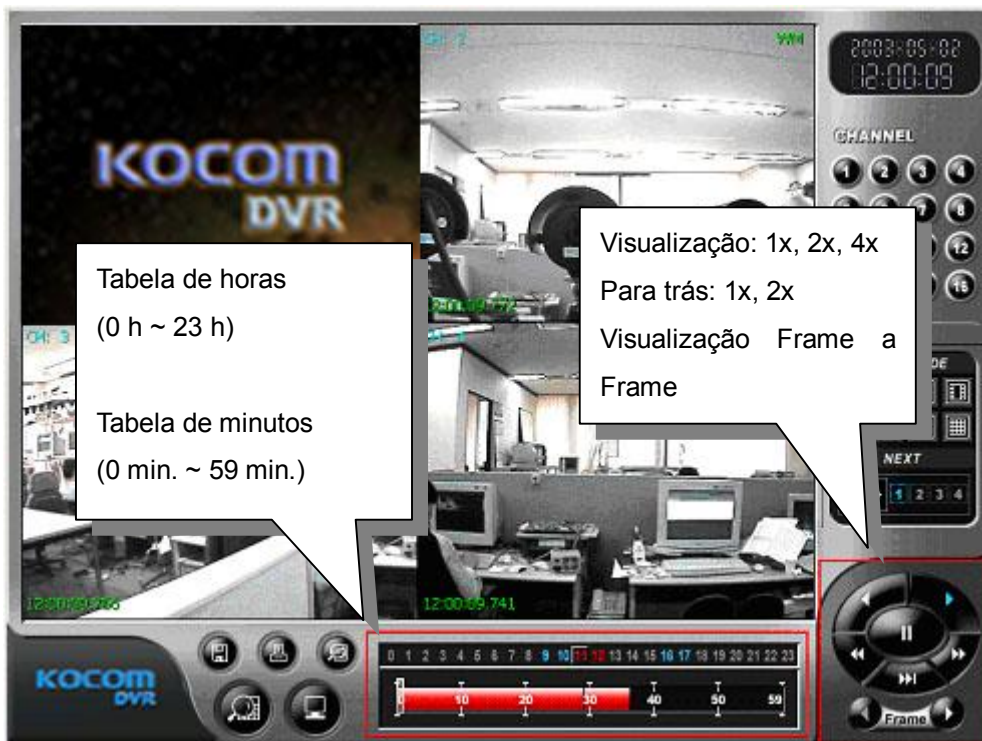 KOCOM
DVR
CH: 2
2003-05-02
12:00:09
CHANNEL
1 2 3 4
8
12
16
Tabela de horas
(0 h ~ 23 h)
Tabela de minutos
(0 min. ~ 59 min.)
Visualização: 1x, 2x, 4x
Para trás: 1x, 2x
Visualização Frame a
Frame
CH: 3
NEXT
1 2 3 4
12:00:09.741
KOCOM
DVR
0 1 2 3 4 5 6 7 8 9 10 11 12 13 14 15 16 17 18 19 20 21 22 23
10 20 30 40 50 59
Frame